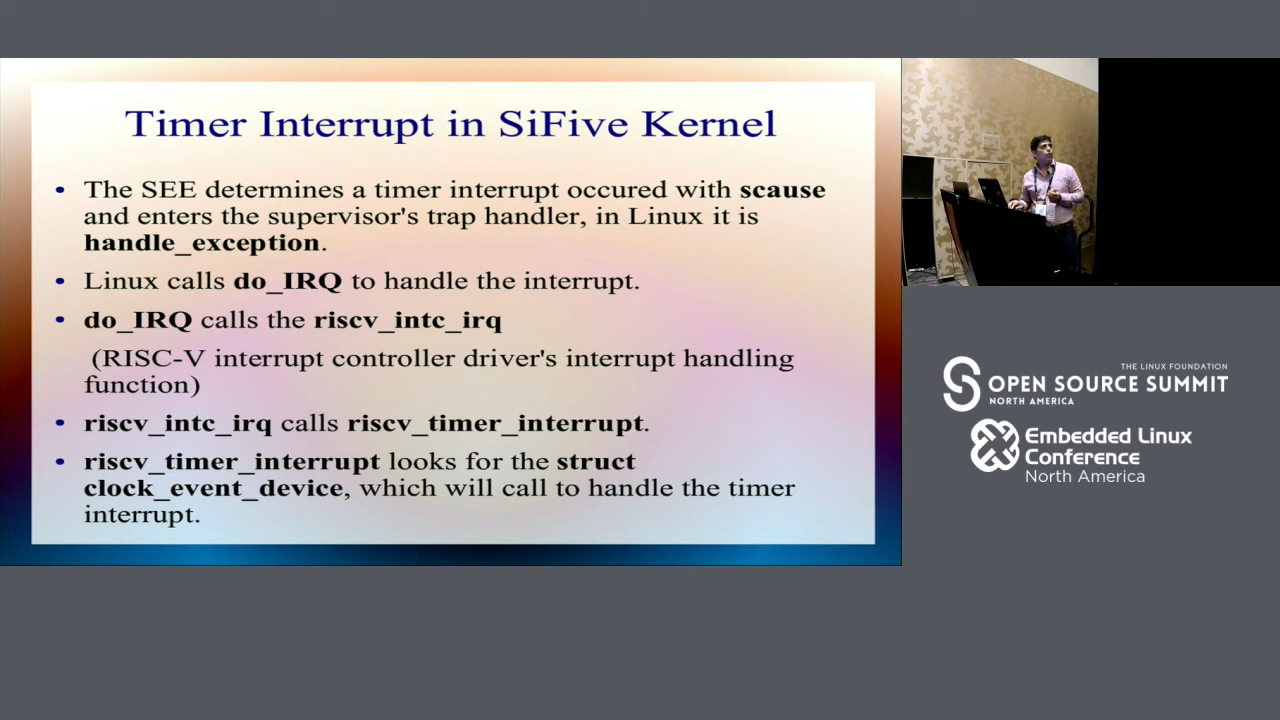 Timer Interrupt in SiFive Kernel
• The SEE determines a timer interrupt occured with scause
and enters the supervisor's trap handler, in Linux it is
handle_exception.
• Linux calls do_IRQ to handle the interrupt.
• do_IRQ calls the riscv_intc_irq
(RISC-V interrupt controller driver's interrupt handling
function)
• riscv_intc_irq calls riscv_timer_interrupt.
• riscv_timer_interrupt looks for the struct
clock_event_device, which will call to handle the timer
interrupt.
THE LINUX FOUNDATION
OPEN SOURCE SUMMIT
NORTH AMERICA
Embedded Linux
Conference
North America